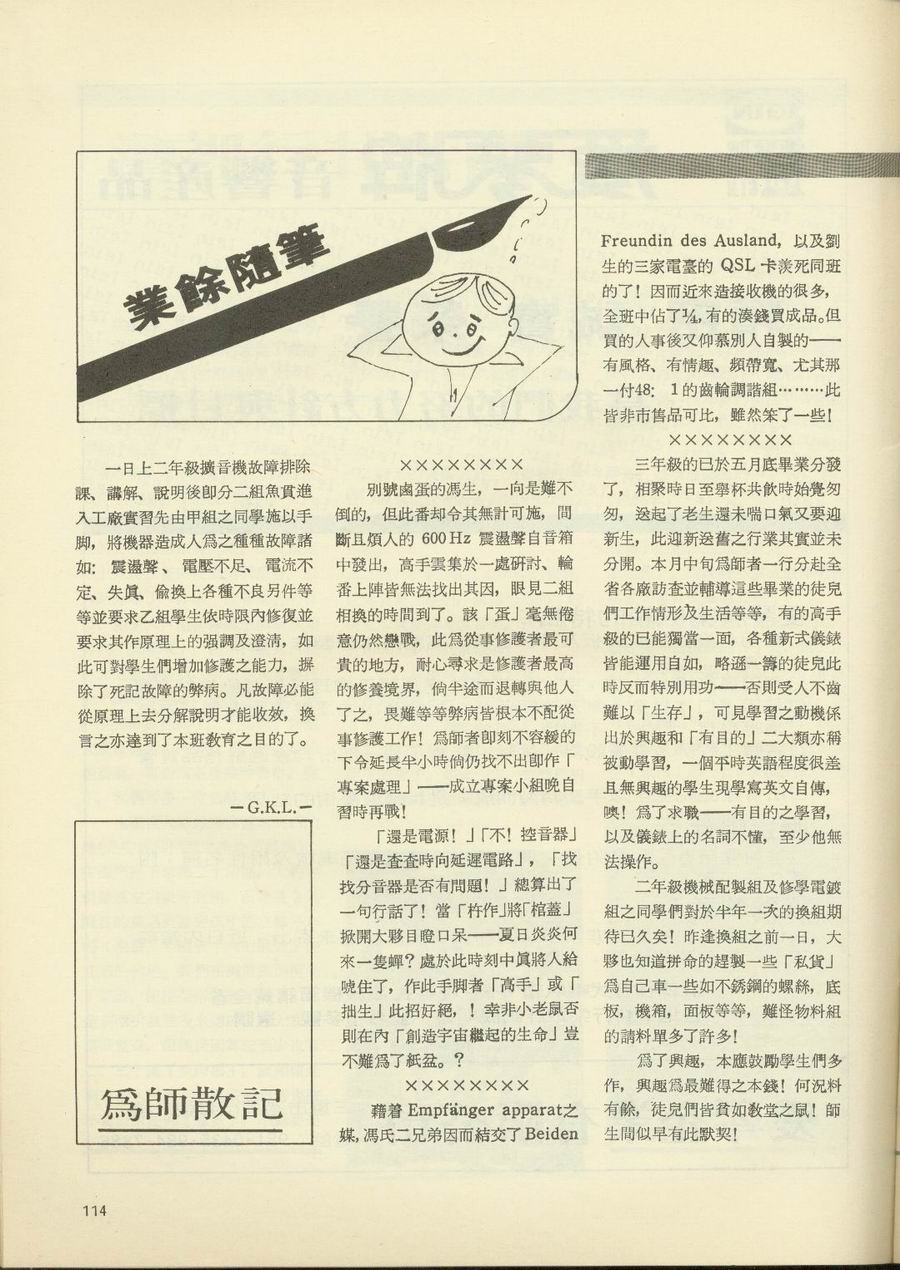 業餘隨筆
一日上二年級擴音機故障排除
課、講解、說明後卽分二組魚貫進
入工廠實習先由甲組之同學施以手
脚，將機器造成人爲之種種故障諸
如：震盪聲、電壓不足、電流不
定、失眞、偷換上各種不良另件等
等並要求乙組學生依時限內修復並
要求其作原理上的强調及澄清，如
此可對學生們增加修護之能力，摒
除了死記故障的弊病。凡故障必能
從原理上去分解說明才能收效，換
言之亦達到了本班敎育之目的了。
—G.K.L.—
爲師散記
××××××××
別號鹵蛋的馮生，一向是難不
倒的，但此番却令其無計可施，間
斷且煩人的 600 Hz 震盪聲自音箱
中發出，高手雲集於一處硏討、輪
番上陣皆無法找出其因，眼見二組
相換的時間到了。該「蛋」毫無倦
意仍然戀戰，此爲從事修護者最可
貴的地方，耐心尋求是修護者最高
的修養境界，倘半途而退轉與他人
了之，畏難等等弊病皆根本不配從
事修護工作！爲師者卽刻不容緩的
下令延長半小時倘仍找不出卽作「
專案處理」——成立專案小組晚自
習時再戰！
「還是電源！」「不！控音器」
「還是査査時向延遲電路」，「找
找分音器是否有問題！」總算出了
一句行話了！當「杵作」將「棺蓋」
掀開大夥目瞪口呆——夏日炎炎何
來一隻蟬？處於此時刻中眞將人給
唬住了，作此手脚者「高手」或「
拙生」此招好絕，！幸非小老鼠否
則在內「創造宇宙繼起的生命」豈
不難爲了紙盆。？
××××××××
藉着 Empfänger apparat之
媒，馮氏二兄弟因而結交了Beiden
Freundin des Ausland，以及劉
生的三家電臺的 QSL 卡羨死同班
的了！因而近來造接收機的很多，
全班中佔了¼，有的湊錢買成品。但
買的人事後又仰慕別人自製的——
有風格、有情趣、頻帶寬、尤其那
一付48：1的齒輪調諧組………此
皆非市售品可比，雖然笨了一些！
××××××××
三年級的已於五月底畢業分發
了，相聚時日至舉杯共飲時始覺匆
匆，送起了老生還未喘口氣又要迎
新生，此迎新送舊之行業其實並未
分開。本月中旬爲師者一行分赴全
省各廠訪査並輔導這些畢業的徒兒
們工作情形及生活等等，有的高手
級的已能獨當一面，各種新式儀錶
皆能運用自如，略遜一籌的徒兒此
時反而特別用功——否則受人不齒
難以「生存」，可見學習之動機係
出於興趣和「有目的」二大類亦稱
被動學習，一個平時英語程度很差
且無興趣的學生現學寫英文自傳，
噢！爲了求職——有目的之學習，
以及儀錶上的名詞不懂，至少他無
法操作。
二年級機械配製組及修學電鍍
組之同學們對於半年一次的換組期
待已久矣！昨逢換組之前一日，大
夥也知道拼命的趕製一些「私貨」
爲自己車一些如不銹鋼的螺絲，底
板，機箱，面板等等，難怪物料組
的請料單多了許多！
爲了興趣，本應鼓勵學生們多
作，興趣爲最難得之本錢！何況料
有餘，徒兒們皆貧如敎堂之鼠！師
生間似早有此默契！
114